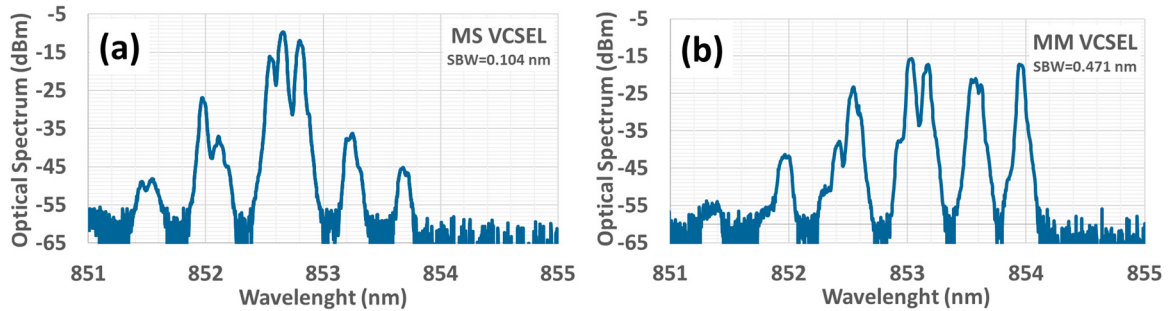 (a)
MS VCSEL
SBW=0.104 nm
Optical Spectrum (dBm)
-5
-15
-25
-35
-45
-55
-65
851 852 853 854 855
Wavelenght (nm)
(b)
MM VCSEL
SBW=0.471 nm
Optical Spectrum (dBm)
-5
-15
-25
-35
-45
-55
-65
851 852 853 854 855
Wavelenght (nm)